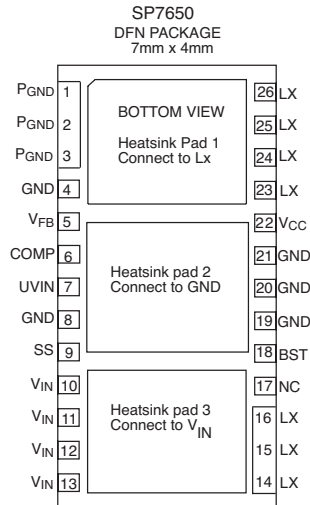 SP7650
DFN PACKAGE
7mm x 4mm
BOTTOM VIEW
Heatsink Pad 1
Connect to Lx
Heatsink pad 2
Connect to GND
Heatsink pad 3
Connect to VIN
PGND 1
PGND 2
PGND 3
GND 4
VFB 5
COMP 6
UVIN 7
GND 8
SS 9
VIN 10
VIN 11
VIN 12
VIN 13
26 LX
25 LX
24 LX
23 LX
22 VCC
21 GND
20 GND
19 GND
18 BST
17 NC
16 LX
15 LX
14 LX